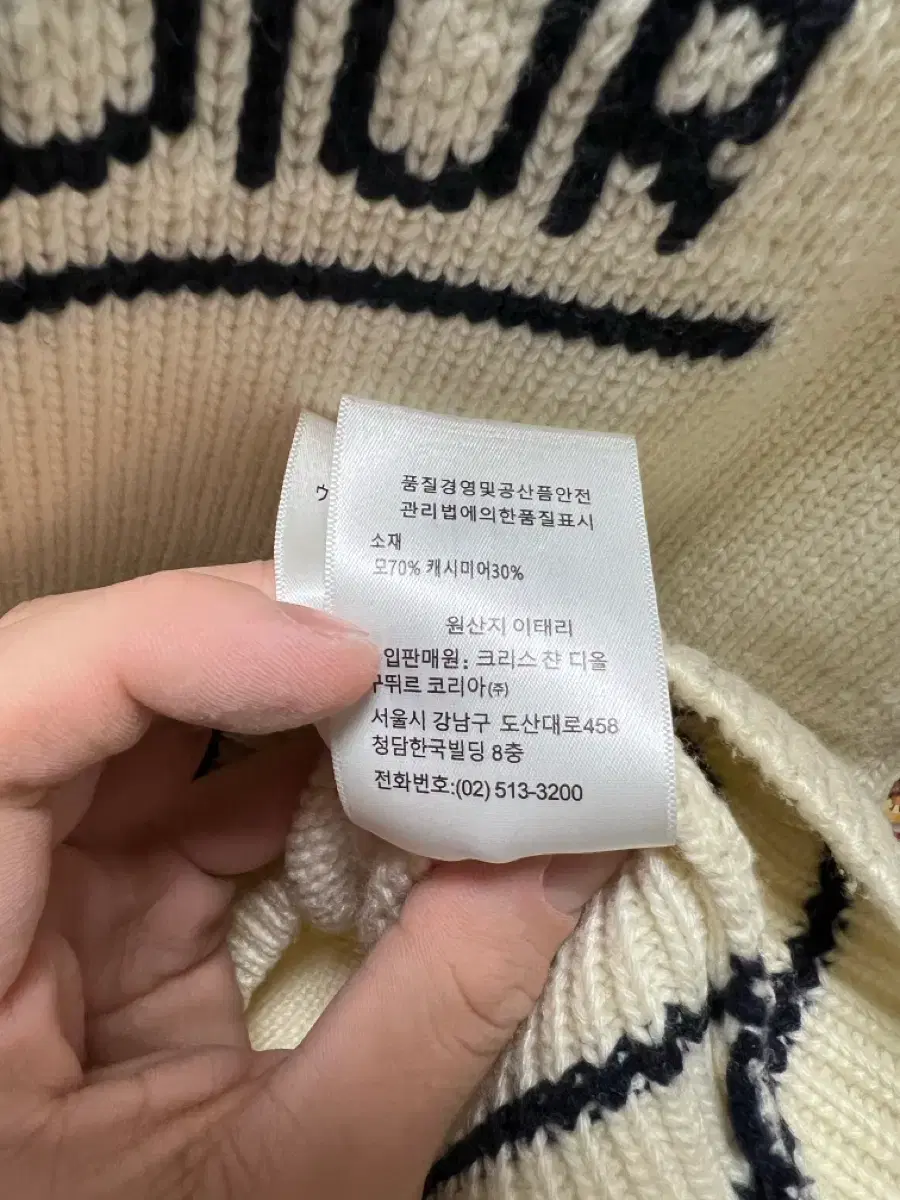 ウ
품질경영및공산픔안전
관리법에의한품질표시
소재
모70% 캐시미어30%
원산지 이태리
입판매원: 크리스챤 디올
뛰르 코리아㈜
서울시 강남구 도산대로458
청담한국빌딩 8층
전화번호:(02) 513-3200